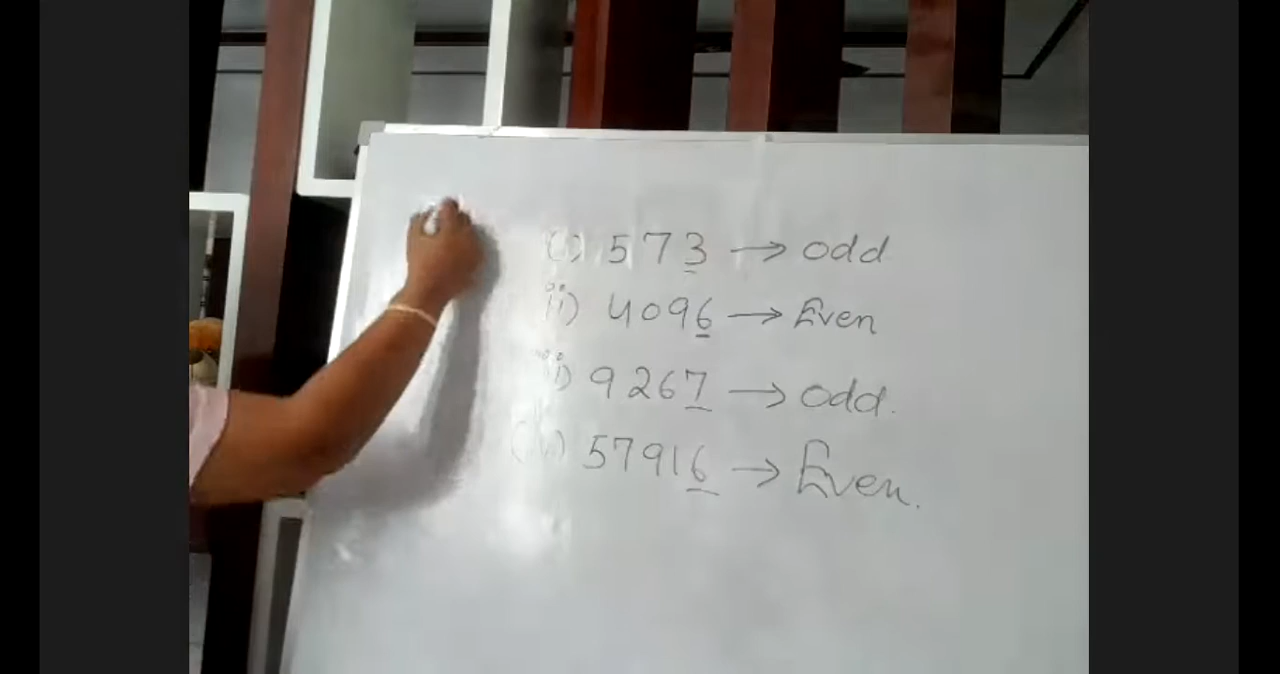 (i) 573 → odd
ii) 4096 → Even
iii) 9267 → odd.
(iv) 57916 → Even.